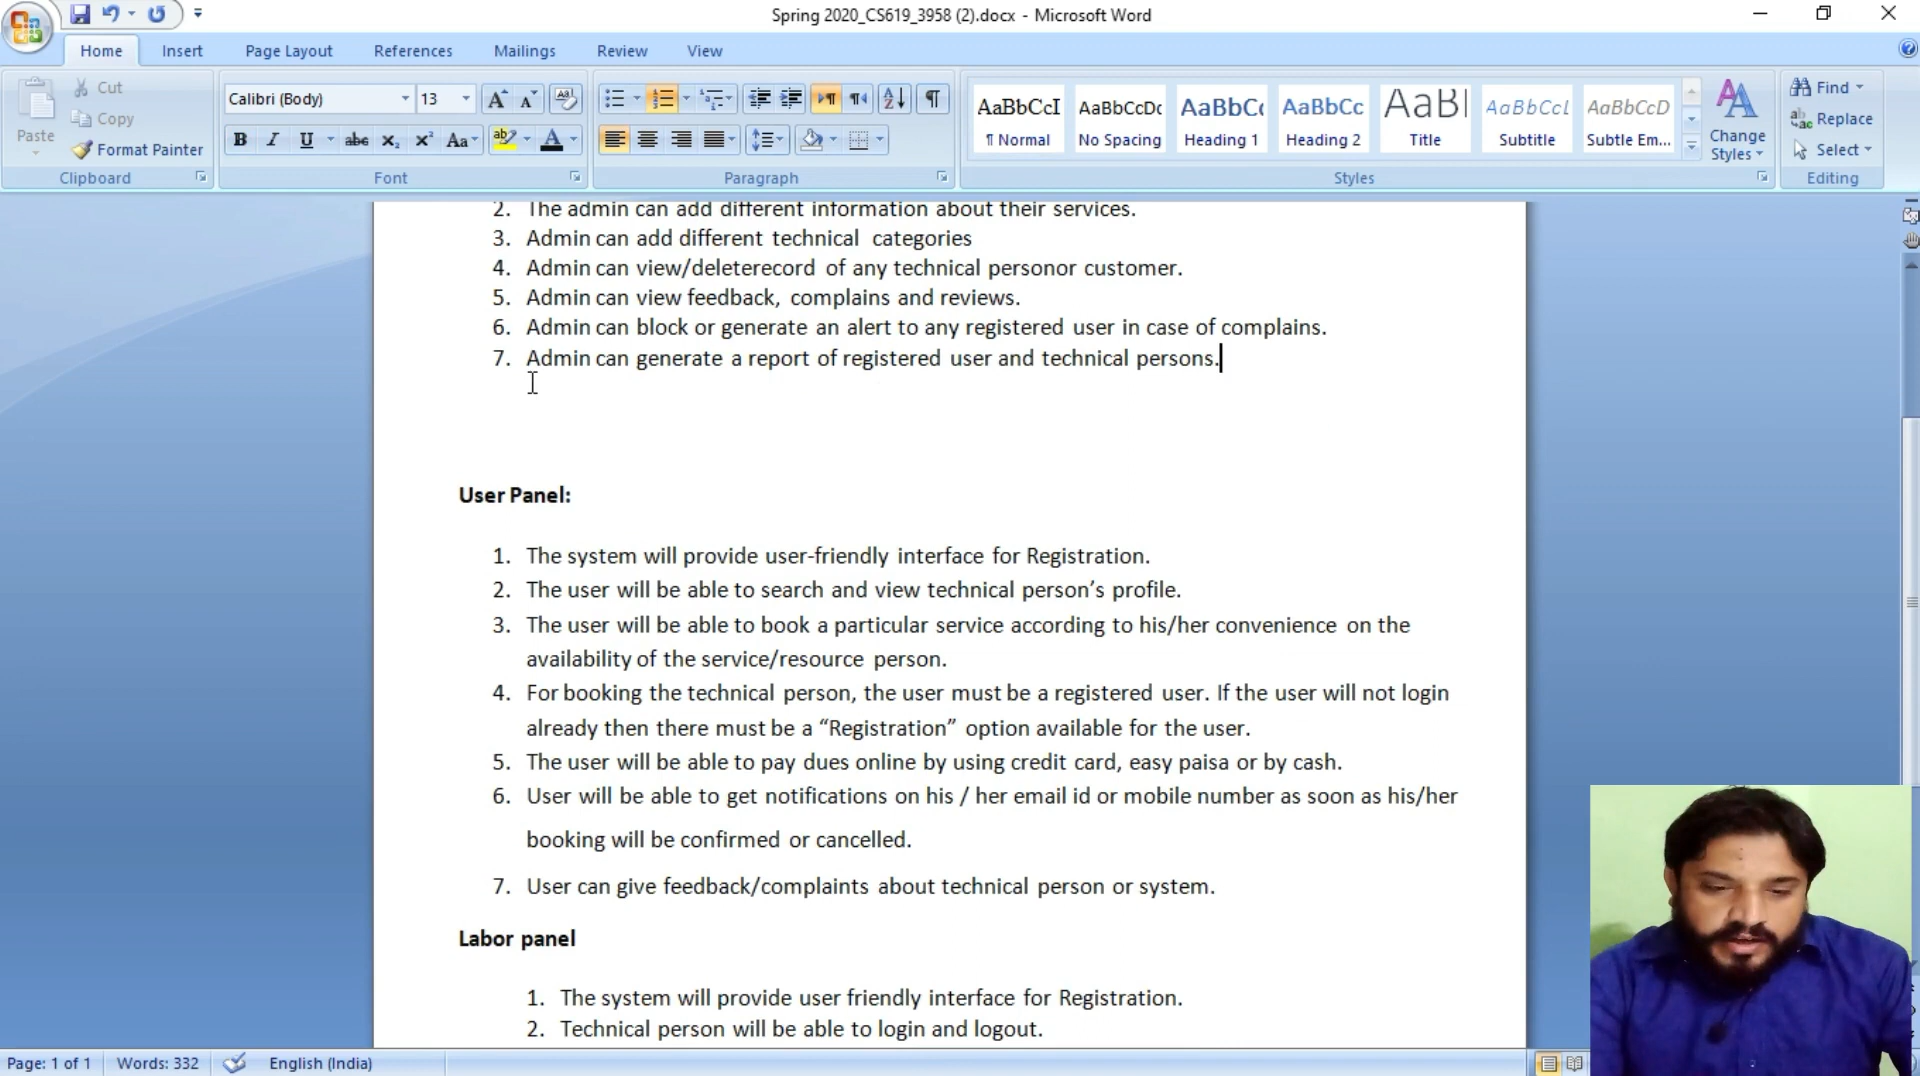 Spring 2020_CS619_3958 (2).docx - Microsoft Word
Home Insert Page Layout References Mailings Review View
Paste
Cut
Copy
Format Painter
Clipboard
Calibri (Body) 13
Font
Paragraph
AaBbCcI AaBbCcDc AaBbC AaBbCc AaB AaBbCcL AaBbCcD
¶ Normal No Spacing Heading 1 Heading 2 Title Subtitle Subtle Em...
Change Styles
Styles
Find
Replace
Select
Editing
2. The admin can add different information about their services.
3. Admin can add different technical categories
4. Admin can view/deleterecord of any technical personor customer.
5. Admin can view feedback, complains and reviews.
6. Admin can block or generate an alert to any registered user in case of complains.
7. Admin can generate a report of registered user and technical persons.
User Panel:
1. The system will provide user-friendly interface for Registration.
2. The user will be able to search and view technical person’s profile.
3. The user will be able to book a particular service according to his/her convenience on the
availability of the service/resource person.
4. For booking the technical person, the user must be a registered user. If the user will not login
already then there must be a “Registration” option available for the user.
5. The user will be able to pay dues online by using credit card, easy paisa or by cash.
6. User will be able to get notifications on his / her email id or mobile number as soon as his/her
booking will be confirmed or cancelled.
7. User can give feedback/complaints about technical person or system.
Labor panel
1. The system will provide user friendly interface for Registration.
2. Technical person will be able to login and logout.
Page: 1 of 1 Words: 332 English (India)